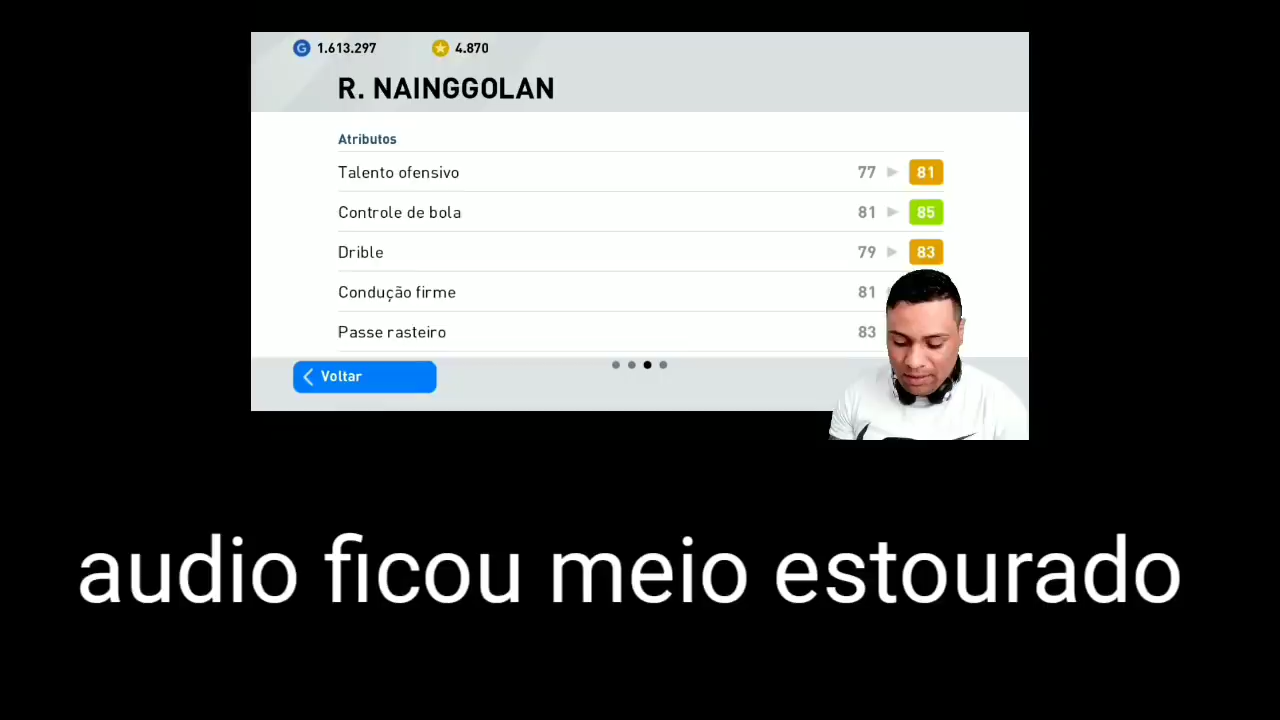 G 1.613.297 4.870
R. NAINGGOLAN
Atributos
Talento ofensivo 77 81
Controle de bola 81 85
Drible 79 83
Condução firme 81
Passe rasteiro 83
Voltar
audio ficou meio estourado